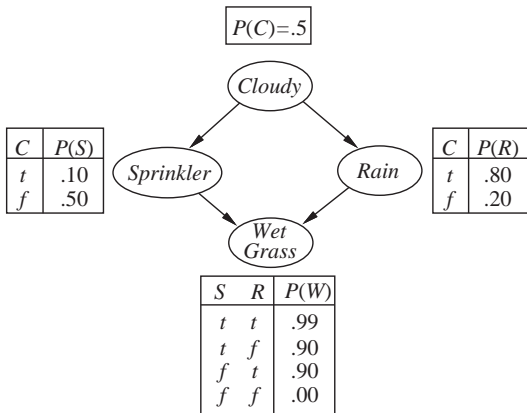 P(C)=.5
Cloudy
C P(S)
t .10
f .50
Sprinkler
Rain
C P(R)
t .80
f .20
Wet
Grass
S R P(W)
t t .99
t f .90
f t .90
f f .00